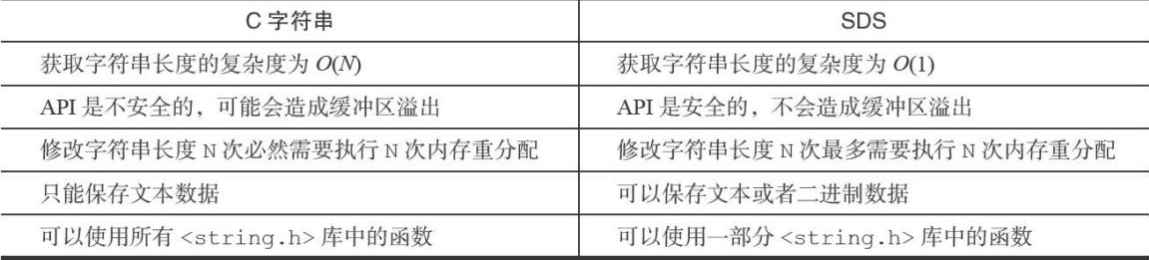 C 字符串 SDS
获取字符串长度的复杂度为 O(N) 获取字符串长度的复杂度为 O(1)
API 是不安全的，可能会造成缓冲区溢出 API 是安全的，不会造成缓冲区溢出
修改字符串长度 N 次必然需要执行 N 次内存重分配 修改字符串长度 N 次最多需要执行 N 次内存重分配
只能保存文本数据 可以保存文本或者二进制数据
可以使用所有 <string.h> 库中的函数 可以使用一部分 <string.h> 库中的函数